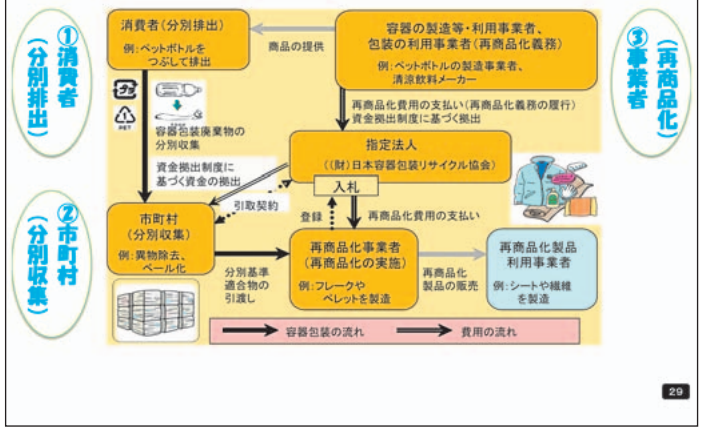 ①消費者
(分別排出)
消費者(分別排出)
例:ペットボトルを
つぶして排出
商品の提供
容器の製造等・利用事業者、
包装の利用事業者(再商品化義務)
例:ペットボトルの製造事業者、
清涼飲料メーカー
③事業者
(再商品化)
PET
容器包装廃棄物の
分別収集
再商品化費用の支払い(再商品化義務の履行)
資金拠出制度に基づく拠出
資金拠出制度に
基づく資金の拠出
指定法人
((財)日本容器包装リサイクル協会)
入札
引取契約
登録
再商品化費用の支払い
②市町村
(分別収集)
市町村
(分別収集)
例:異物除去、
ベール化
分別基準
適合物の
引渡し
再商品化事業者
(再商品化の実施)
例:フレークや
ペレットを製造
再商品化
製品の販売
再商品化製品
利用事業者
例:シートや繊維
を製造
容器包装の流れ
費用の流れ
29